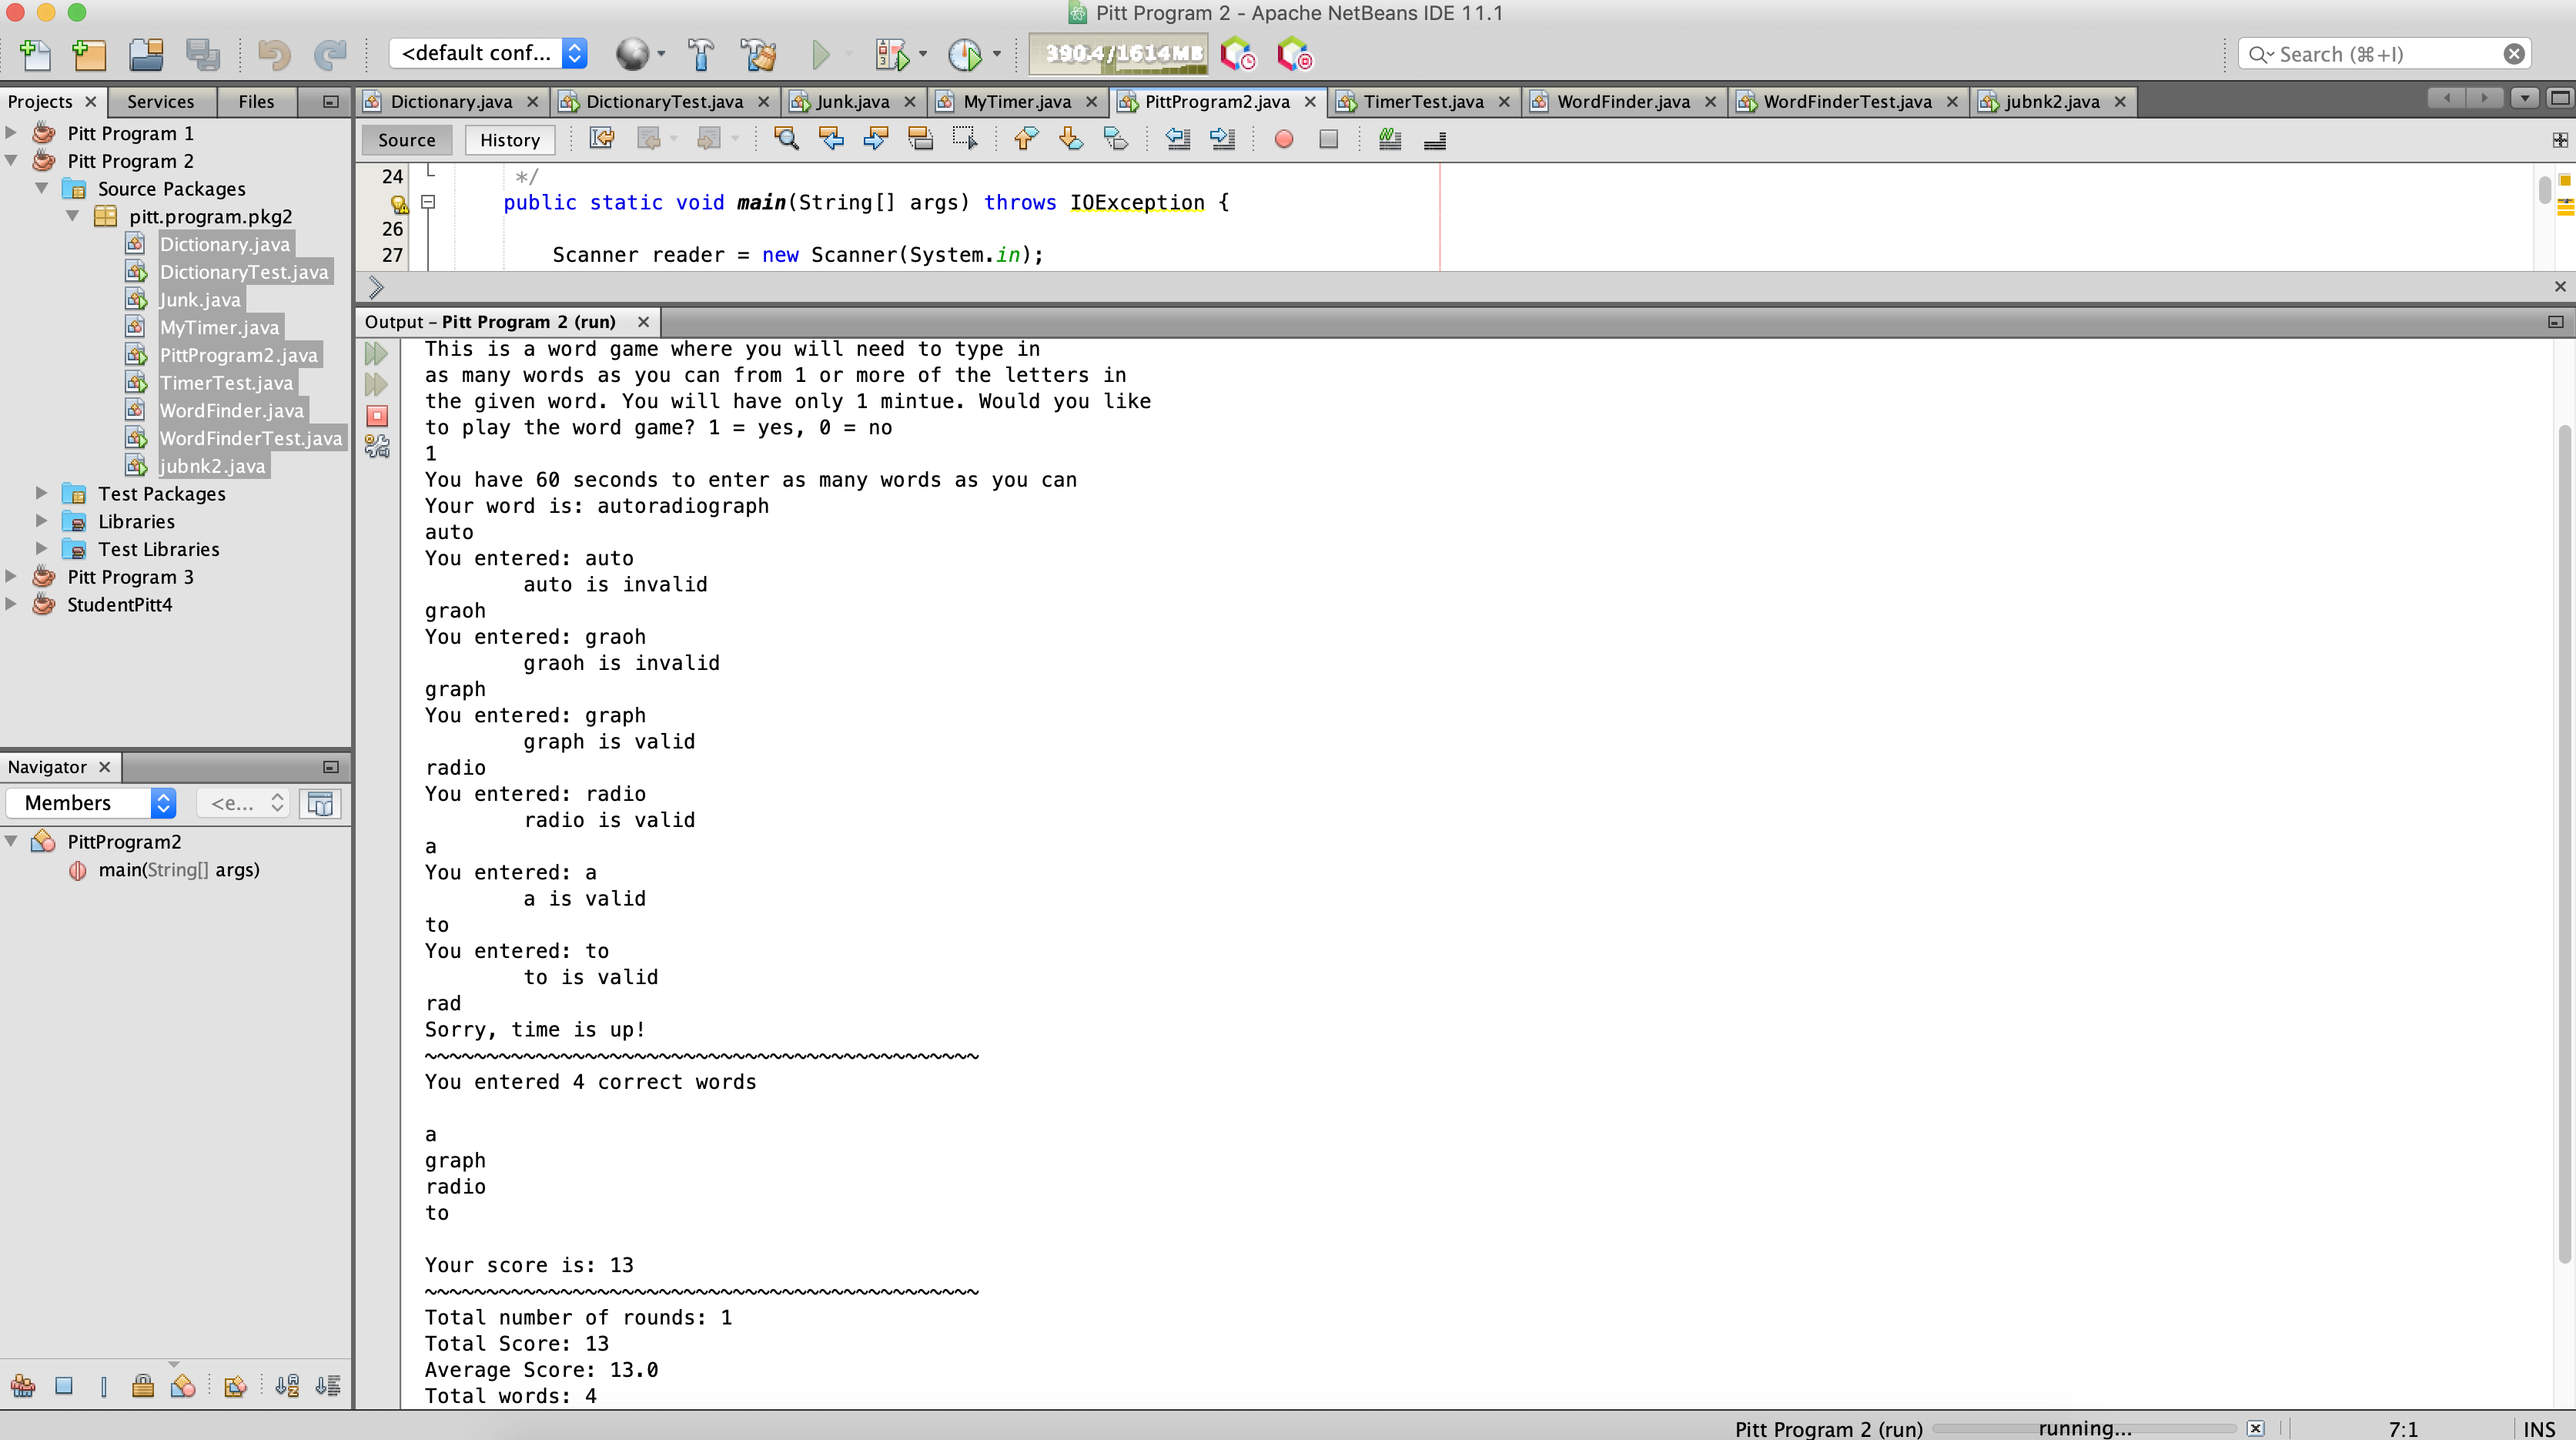 Pitt Program 2 - Apache NetBeans IDE 11.1
<default conf...
390.4/1614MB
Search (⌘+I)
Projects
Services
Files
Dictionary.java
DictionaryTest.java
Junk.java
MyTimer.java
PittProgram2.java
TimerTest.java
WordFinder.java
WordFinderTest.java
jubnk2.java
Source
History
Pitt Program 1
Pitt Program 2
Source Packages
pitt.program.pkg2
Dictionary.java
DictionaryTest.java
Junk.java
MyTimer.java
PittProgram2.java
TimerTest.java
WordFinder.java
WordFinderTest.java
jubnk2.java
Test Packages
Libraries
Test Libraries
Pitt Program 3
StudentPitt4
24 */
public static void main(String[] args) throws IOException {
26
27 Scanner reader = new Scanner(System.in);
Output – Pitt Program 2 (run)
This is a word game where you will need to type in
as many words as you can from 1 or more of the letters in
the given word. You will have only 1 mintue. Would you like
to play the word game? 1 = yes, 0 = no
1
You have 60 seconds to enter as many words as you can
Your word is: autoradiograph
auto
You entered: auto
auto is invalid
graoh
You entered: graoh
graoh is invalid
graph
You entered: graph
graph is valid
radio
You entered: radio
radio is valid
a
You entered: a
a is valid
to
You entered: to
to is valid
rad
Sorry, time is up!
~~~~~~~~~~~~~~~~~~~~~~~~~~~~~~~~~~~~~~~~~~~~~
You entered 4 correct words
a
graph
radio
to
Your score is: 13
~~~~~~~~~~~~~~~~~~~~~~~~~~~~~~~~~~~~~~~~~~~~~
Total number of rounds: 1
Total Score: 13
Average Score: 13.0
Total words: 4
Navigator
Members
<e...
PittProgram2
main(String[] args)
Pitt Program 2 (run)
running...
7:1
INS